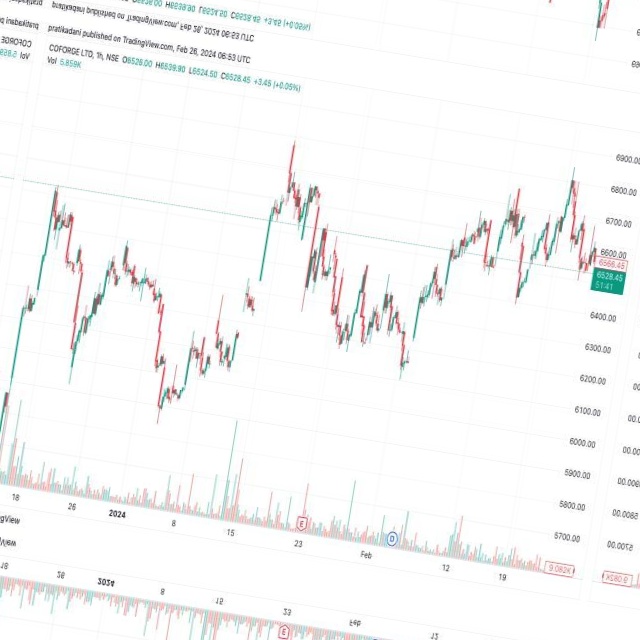 pratikadani published on TradingView.com, Feb 28, 2024 06:53 UTC
COFORGE LTD, 1h, NSE O6526.00 H6539.90 L6524.50 C6528.45 +3.45 (+0.05%)
Vol 5.859K
6900.00
6800.00
6700.00
6600.00
6566.45
6528.45
51:41
6400.00
6300.00
6200.00
6100.00
6000.00
5900.00
5800.00
5700.00
9.082K
E
D
18 26 2024 8 15 23 Feb 12 19
gView